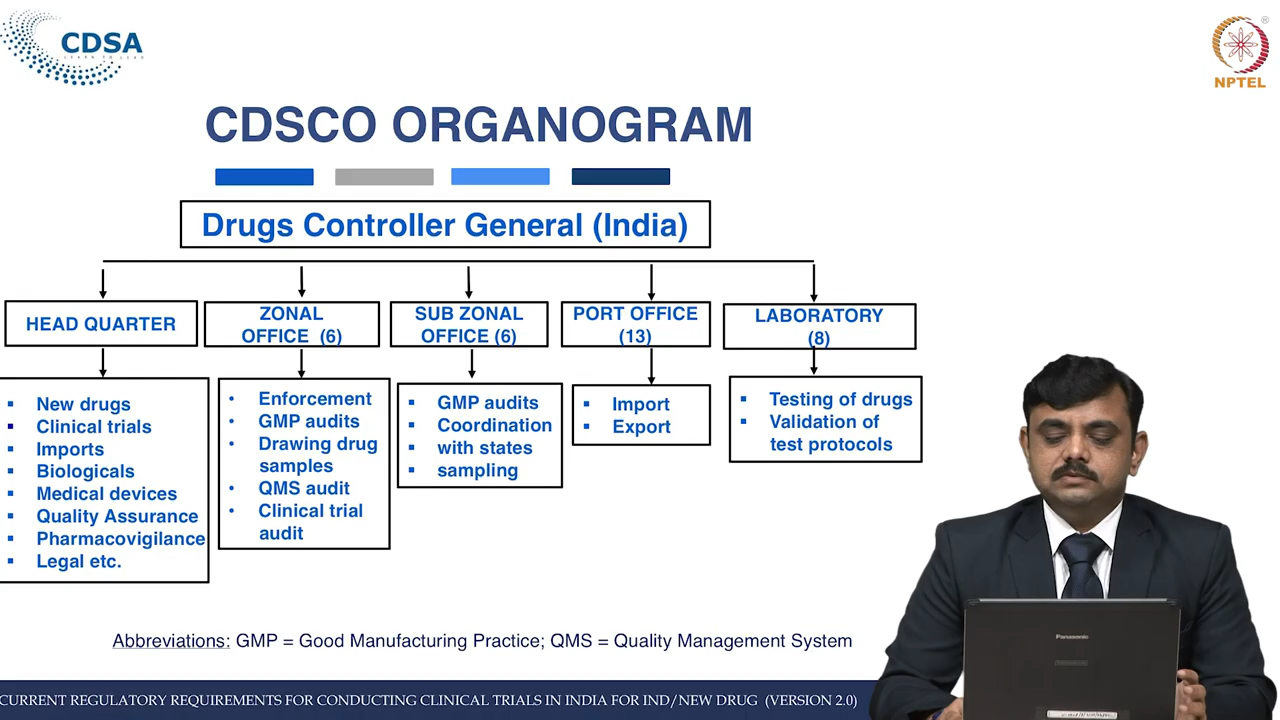 CDSA
LEARN TO LEAD
®
NPTEL
CDSCO ORGANOGRAM
Drugs Controller General (India)
HEAD QUARTER
ZONAL
OFFICE (6)
SUB ZONAL
OFFICE (6)
PORT OFFICE
(13)
LABORATORY
(8)
▪ New drugs
▪ Clinical trials
▪ Imports
▪ Biologicals
▪ Medical devices
▪ Quality Assurance
▪ Pharmacovigilance
▪ Legal etc.
• Enforcement
• GMP audits
• Drawing drug
samples
• QMS audit
• Clinical trial
audit
▪ GMP audits
▪ Coordination
▪ with states
▪ sampling
▪ Import
▪ Export
▪ Testing of drugs
▪ Validation of
test protocols
Abbreviations: GMP = Good Manufacturing Practice; QMS = Quality Management System
CURRENT REGULATORY REQUIREMENTS FOR CONDUCTING CLINICAL TRIALS IN INDIA FOR IND/NEW DRUG (VERSION 2.0)
Panasonic